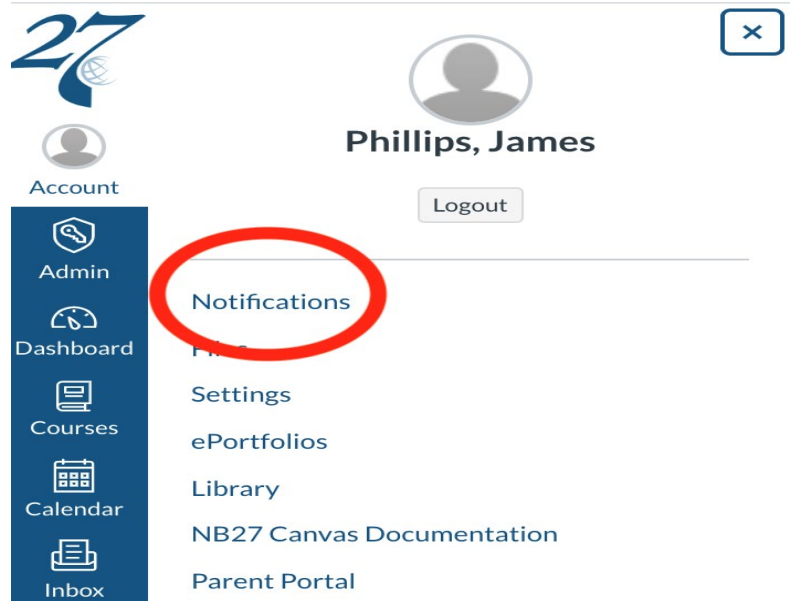 27
Phillips, James
Logout
Account
Admin
Dashboard
Courses
Calendar
Inbox
Notifications
Files
Settings
ePortfolios
Library
NB27 Canvas Documentation
Parent Portal